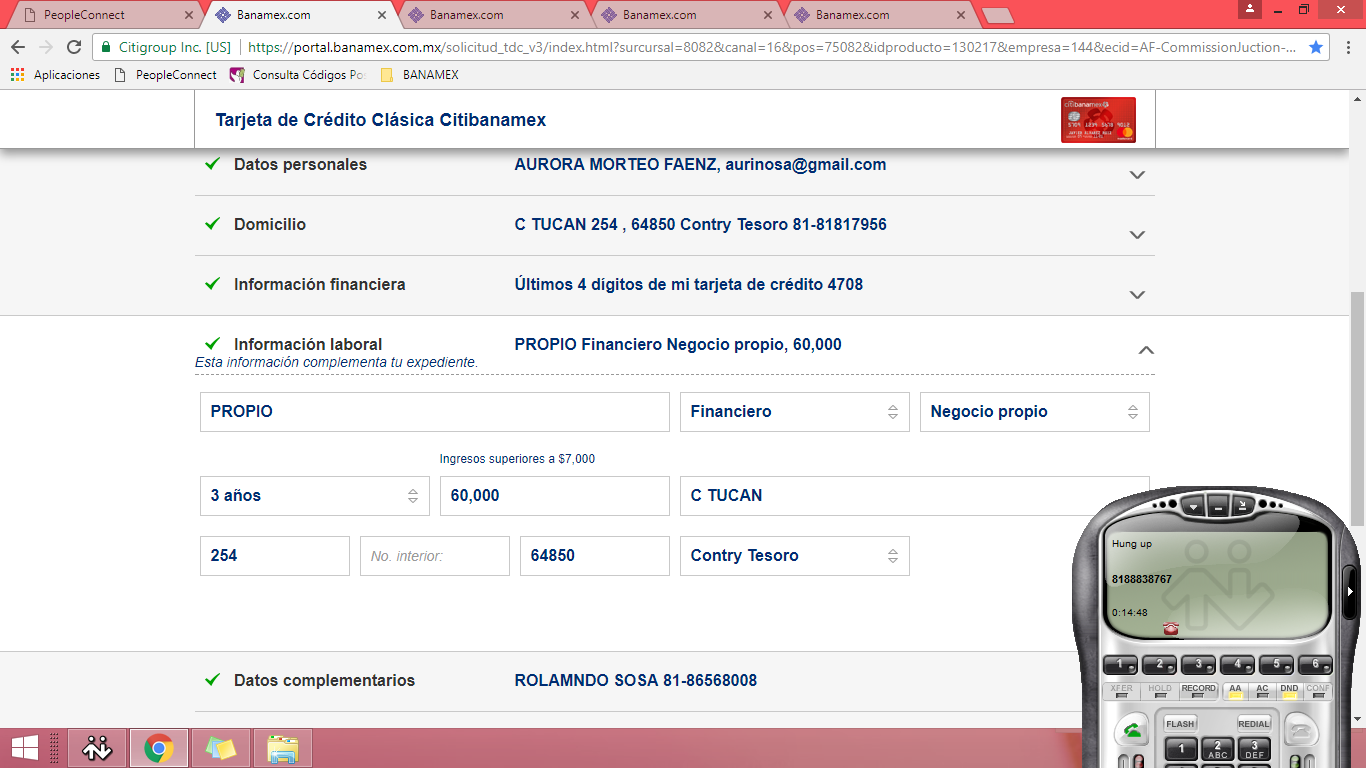 PeopleConnect
Banamex.com
Banamex.com
Banamex.com
Banamex.com
Citigroup Inc. [US]
https://portal.banamex.com.mx/solicitud_tdc_v3/index.html?sursursal=8082&canal=16&pos=75082&idproducto=130217&empresa=144&ecid=AF-CommissionJuction-...
Aplicaciones
PeopleConnect
Consulta Códigos Po
BANAMEX
Tarjeta de Crédito Clásica Citibanamex
citibanamex
Datos personales
AURORA MORTEO FAENZ, aurinosa@gmail.com
Domicilio
C TUCAN 254 , 64850 Contry Tesoro 81-81817956
Información financiera
Últimos 4 dígitos de mi tarjeta de crédito 4708
Información laboral
PROPIO Financiero Negocio propio, 60,000
Esta información complementa tu expediente.
PROPIO
Financiero
Negocio propio
Ingresos superiores a $7,000
3 años
60,000
C TUCAN
254
No. interior:
64850
Contry Tesoro
Datos complementarios
ROLAMNDO SOSA 81-86568008
Hung up
8188838767
0:14:48
1 2 3 4 5 6
XFER HOLD RECORD AA AC DND CONF
FLASH REDIAL
1 2 ABC 3 DEF